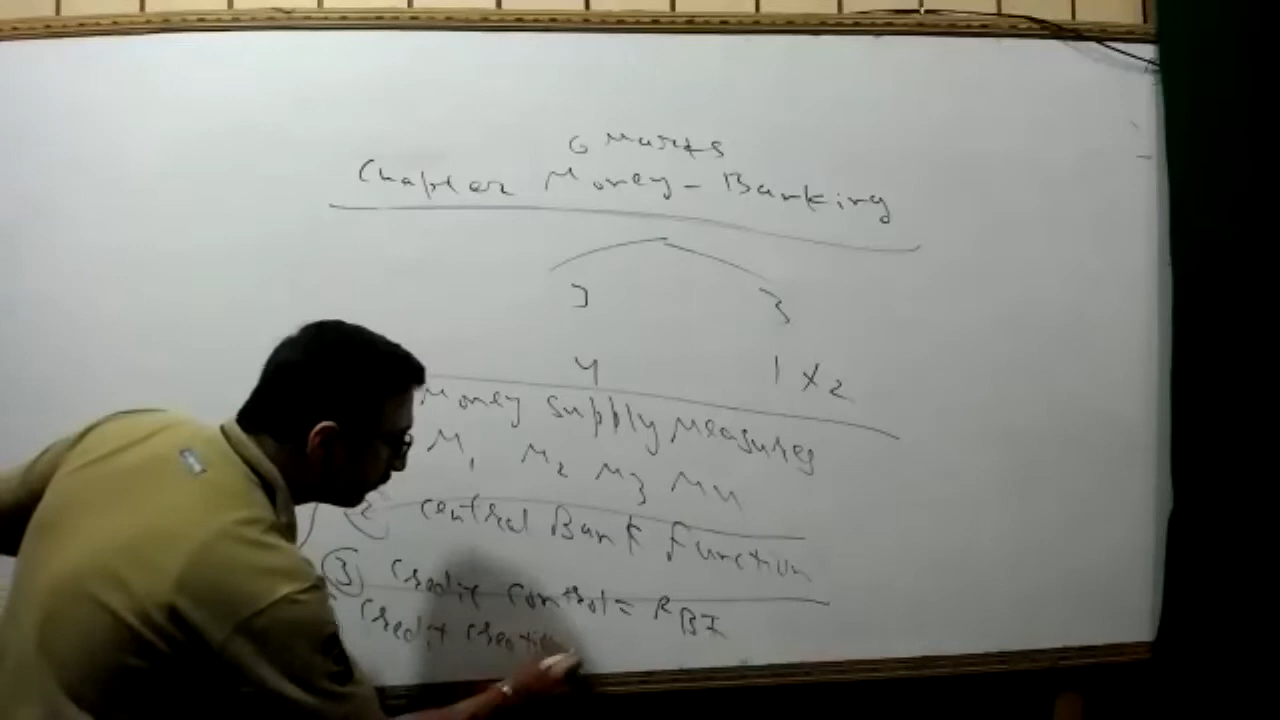 6 Marks
Chapter Money - Banking
3 3
4 1 x 2
Money supply Measures
M1 M2 M3 M4
2 central Bank Function
3 credit control = RBI
credit creation